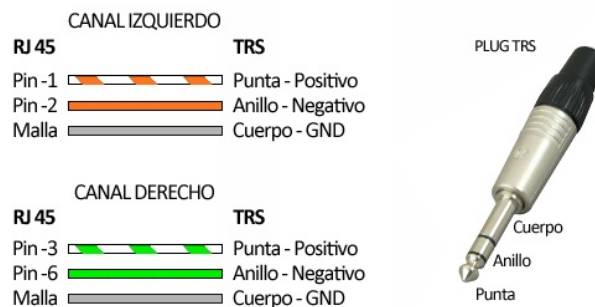 CANAL IZQUIERDO
RJ 45 TRS
Pin -1 Punta - Positivo
Pin -2 Anillo - Negativo
Malla Cuerpo - GND
CANAL DERECHO
RJ 45 TRS
Pin -3 Punta - Positivo
Pin -6 Anillo - Negativo
Malla Cuerpo - GND
PLUG TRS
Cuerpo
Anillo
Punta